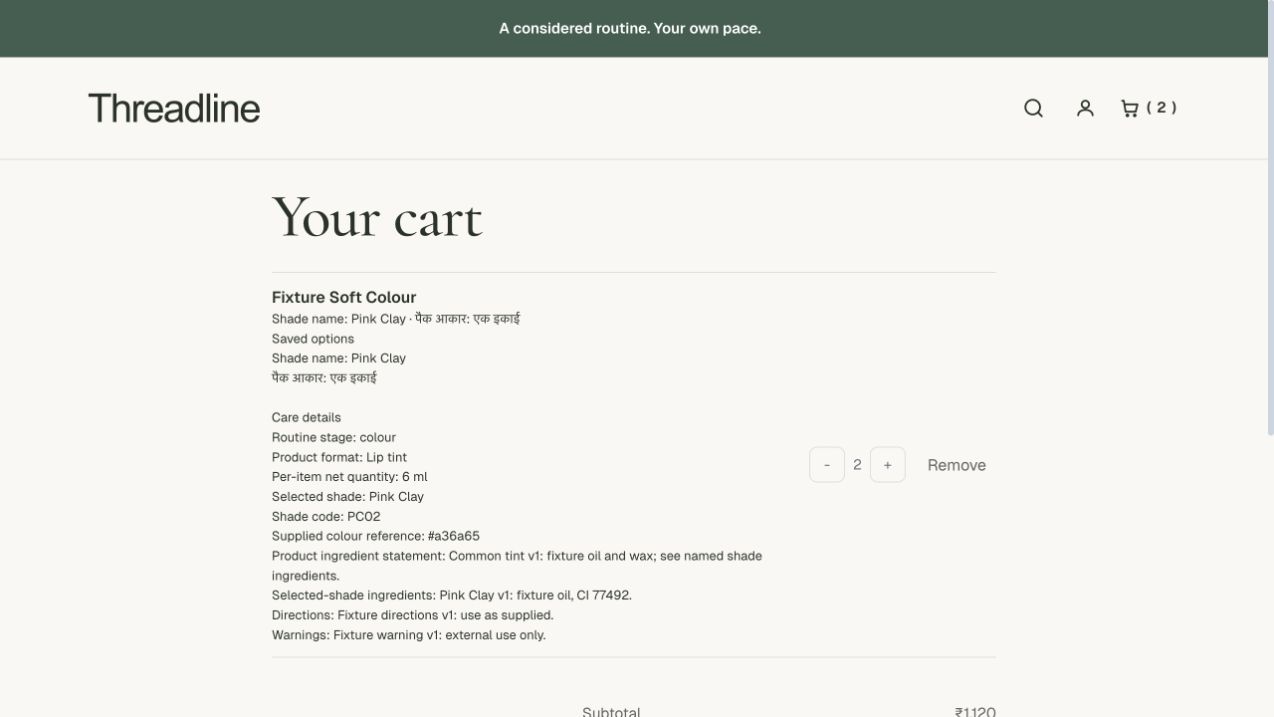 A considered routine. Your own pace.
Threadline
( 2 )
Your cart
Fixture Soft Colour
Shade name: Pink Clay · पैक आकार: एक इकाई
Saved options
Shade name: Pink Clay
पैक आकार: एक इकाई
Care details
Routine stage: colour
Product format: Lip tint
Per-item net quantity: 6 ml
Selected shade: Pink Clay
Shade code: PC02
Supplied colour reference: #a36a65
Product ingredient statement: Common tint v1: fixture oil and wax; see named shade
ingredients.
Selected-shade ingredients: Pink Clay v1: fixture oil, CI 77492.
Directions: Fixture directions v1: use as supplied.
Warnings: Fixture warning v1: external use only.
- 2 + Remove
Subtotal ₹1,120